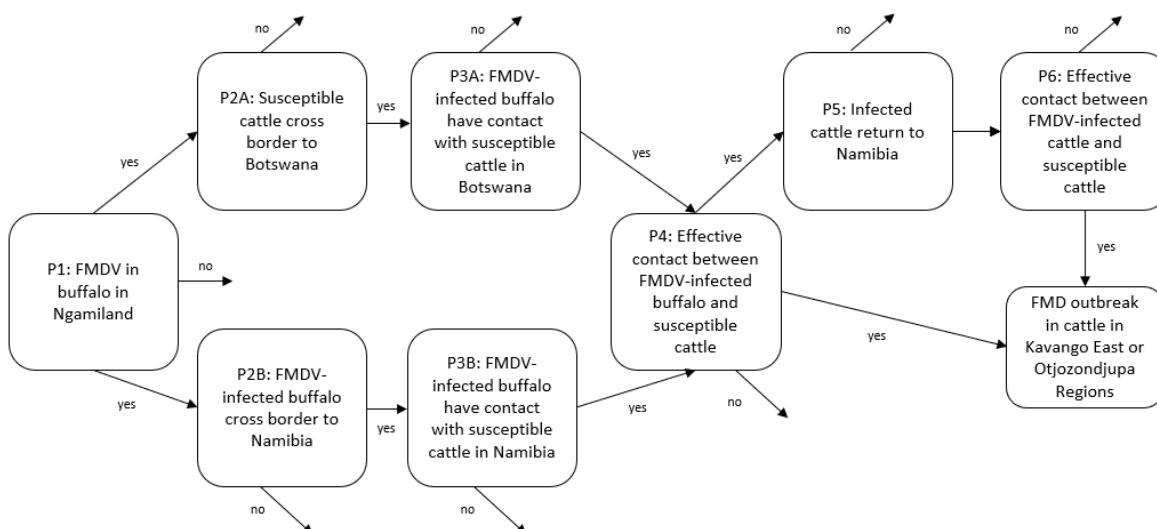 no
no
no
no
P2A: Susceptible
cattle cross
border to
Botswana
yes
P3A: FMDV-
infected buffalo
have contact
with susceptible
cattle in
Botswana
P5: Infected
cattle return to
Namibia
P6: Effective
contact between
FMDV-infected
cattle and
susceptible
cattle
yes
yes
yes
P1: FMDV in
buffalo in
Ngamiland
no
P4: Effective
contact between
FMDV-infected
buffalo and
susceptible
cattle
yes
yes
FMD outbreak
in cattle in
Kavango East or
Otjozondjupa
Regions
yes
P2B: FMDV-
infected buffalo
cross border to
Namibia
yes
P3B: FMDV-
infected buffalo
have contact
with susceptible
cattle in Namibia
yes
no
no
no